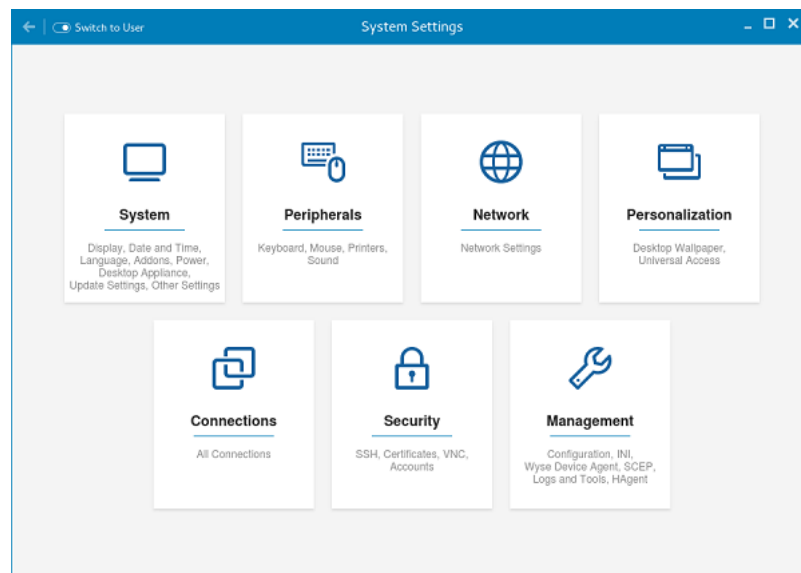 Switch to User
System Settings
System
Display, Date and Time,
Language, Addons, Power,
Desktop Appliance,
Update Settings, Other Settings
Peripherals
Keyboard, Mouse, Printers,
Sound
Network
Network Settings
Personalization
Desktop Wallpaper,
Universal Access
Connections
All Connections
Security
SSH, Certificates, VNC,
Accounts
Management
Configuration, INI,
Wyse Device Agent, SCEP,
Logs and Tools, HAgent